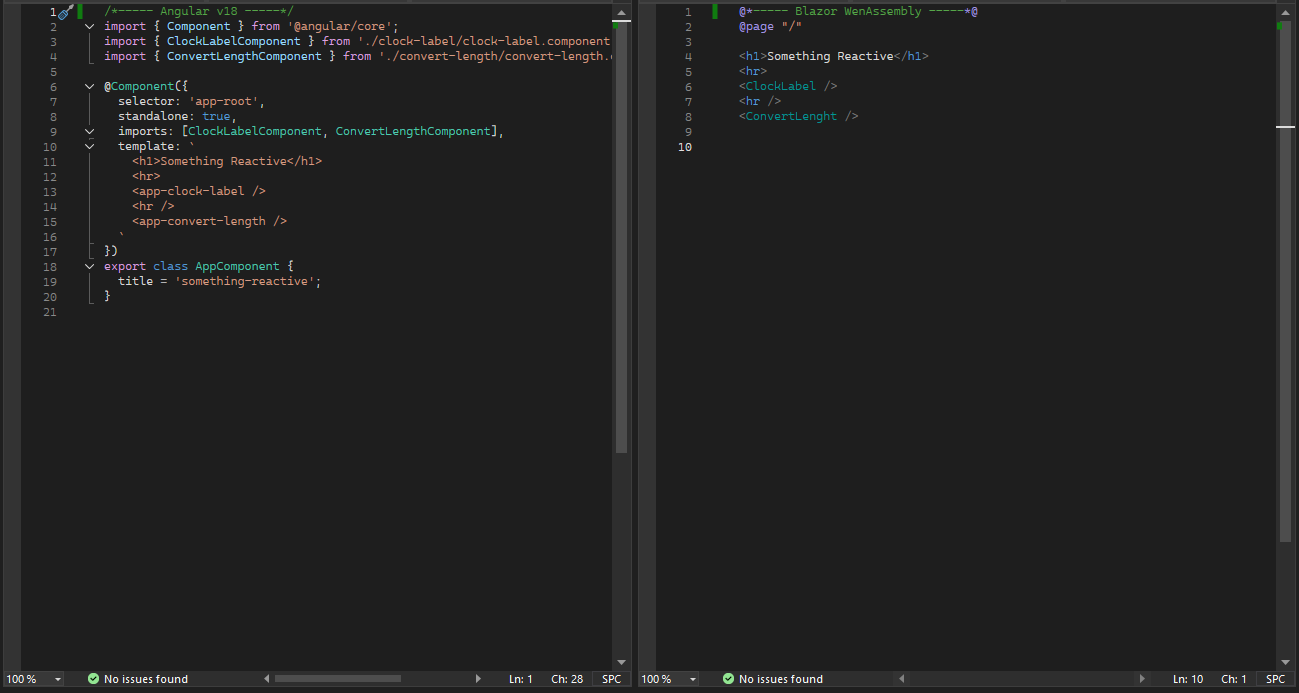 1 /*----- Angular v18 -----*/
2 import { Component } from '@angular/core';
3 import { ClockLabelComponent } from './clock-label/clock-label.component
4 import { ConvertLengthComponent } from './convert-length/convert-length.
5
6 @Component({
7 selector: 'app-root',
8 standalone: true,
9 imports: [ClockLabelComponent, ConvertLengthComponent],
10 template: `
11 <h1>Something Reactive</h1>
12 <hr>
13 <app-clock-label />
14 <hr />
15 <app-convert-length />
16 `
17 })
18 export class AppComponent {
19 title = 'something-reactive';
20 }
21
100 % No issues found Ln: 1 Ch: 28 SPC
1 @*----- Blazor WenAssembly -----*@
2 @page "/"
3
4 <h1>Something Reactive</h1>
5 <hr>
6 <ClockLabel />
7 <hr />
8 <ConvertLenght />
9
10
100 % No issues found Ln: 10 Ch: 1 SPC